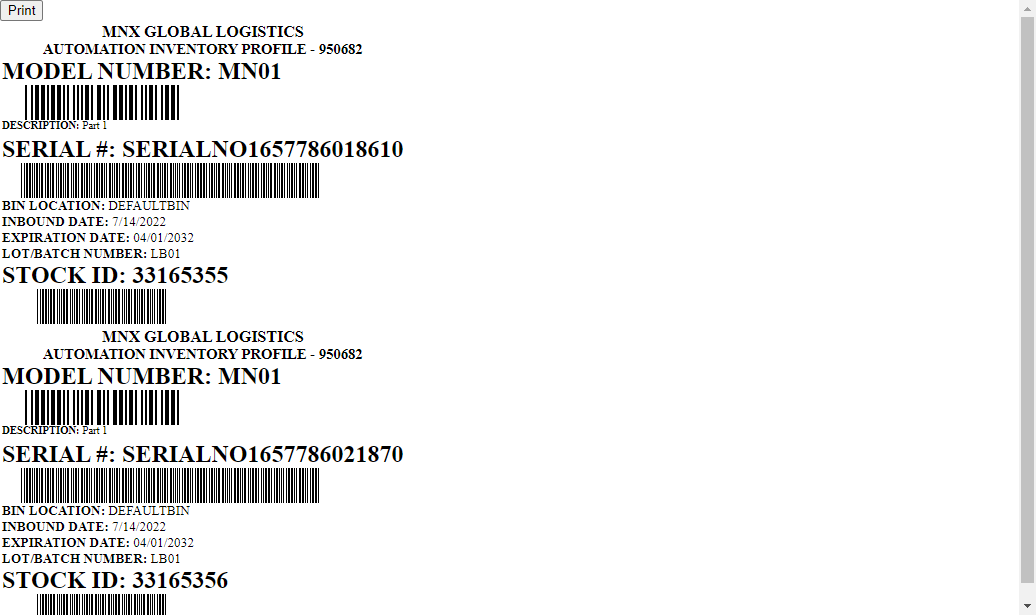 Print
MNX GLOBAL LOGISTICS
AUTOMATION INVENTORY PROFILE - 950682
MODEL NUMBER: MN01
DESCRIPTION: Part 1
SERIAL #: SERIALNO1657786018610
BIN LOCATION: DEFAULTBIN
INBOUND DATE: 7/14/2022
EXPIRATION DATE: 04/01/2032
LOT/BATCH NUMBER: LB01
STOCK ID: 33165355
MNX GLOBAL LOGISTICS
AUTOMATION INVENTORY PROFILE - 950682
MODEL NUMBER: MN01
DESCRIPTION: Part 1
SERIAL #: SERIALNO1657786021870
BIN LOCATION: DEFAULTBIN
INBOUND DATE: 7/14/2022
EXPIRATION DATE: 04/01/2032
LOT/BATCH NUMBER: LB01
STOCK ID: 33165356